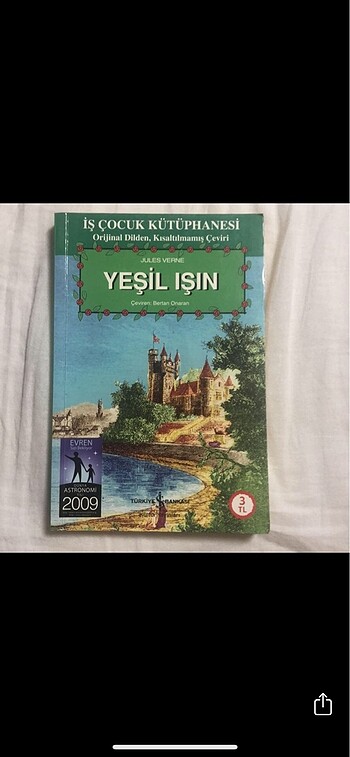 İŞ ÇOCUK KÜTÜPHANESİ
Orijinal Dilden, Kısaltılmamış Çeviri
JULES VERNE
YEŞİL IŞIN
Çeviren: Bertan Onaran
EVREN
ASTRONOMİ
2009
TÜRKİYE BANKASI
3
TL